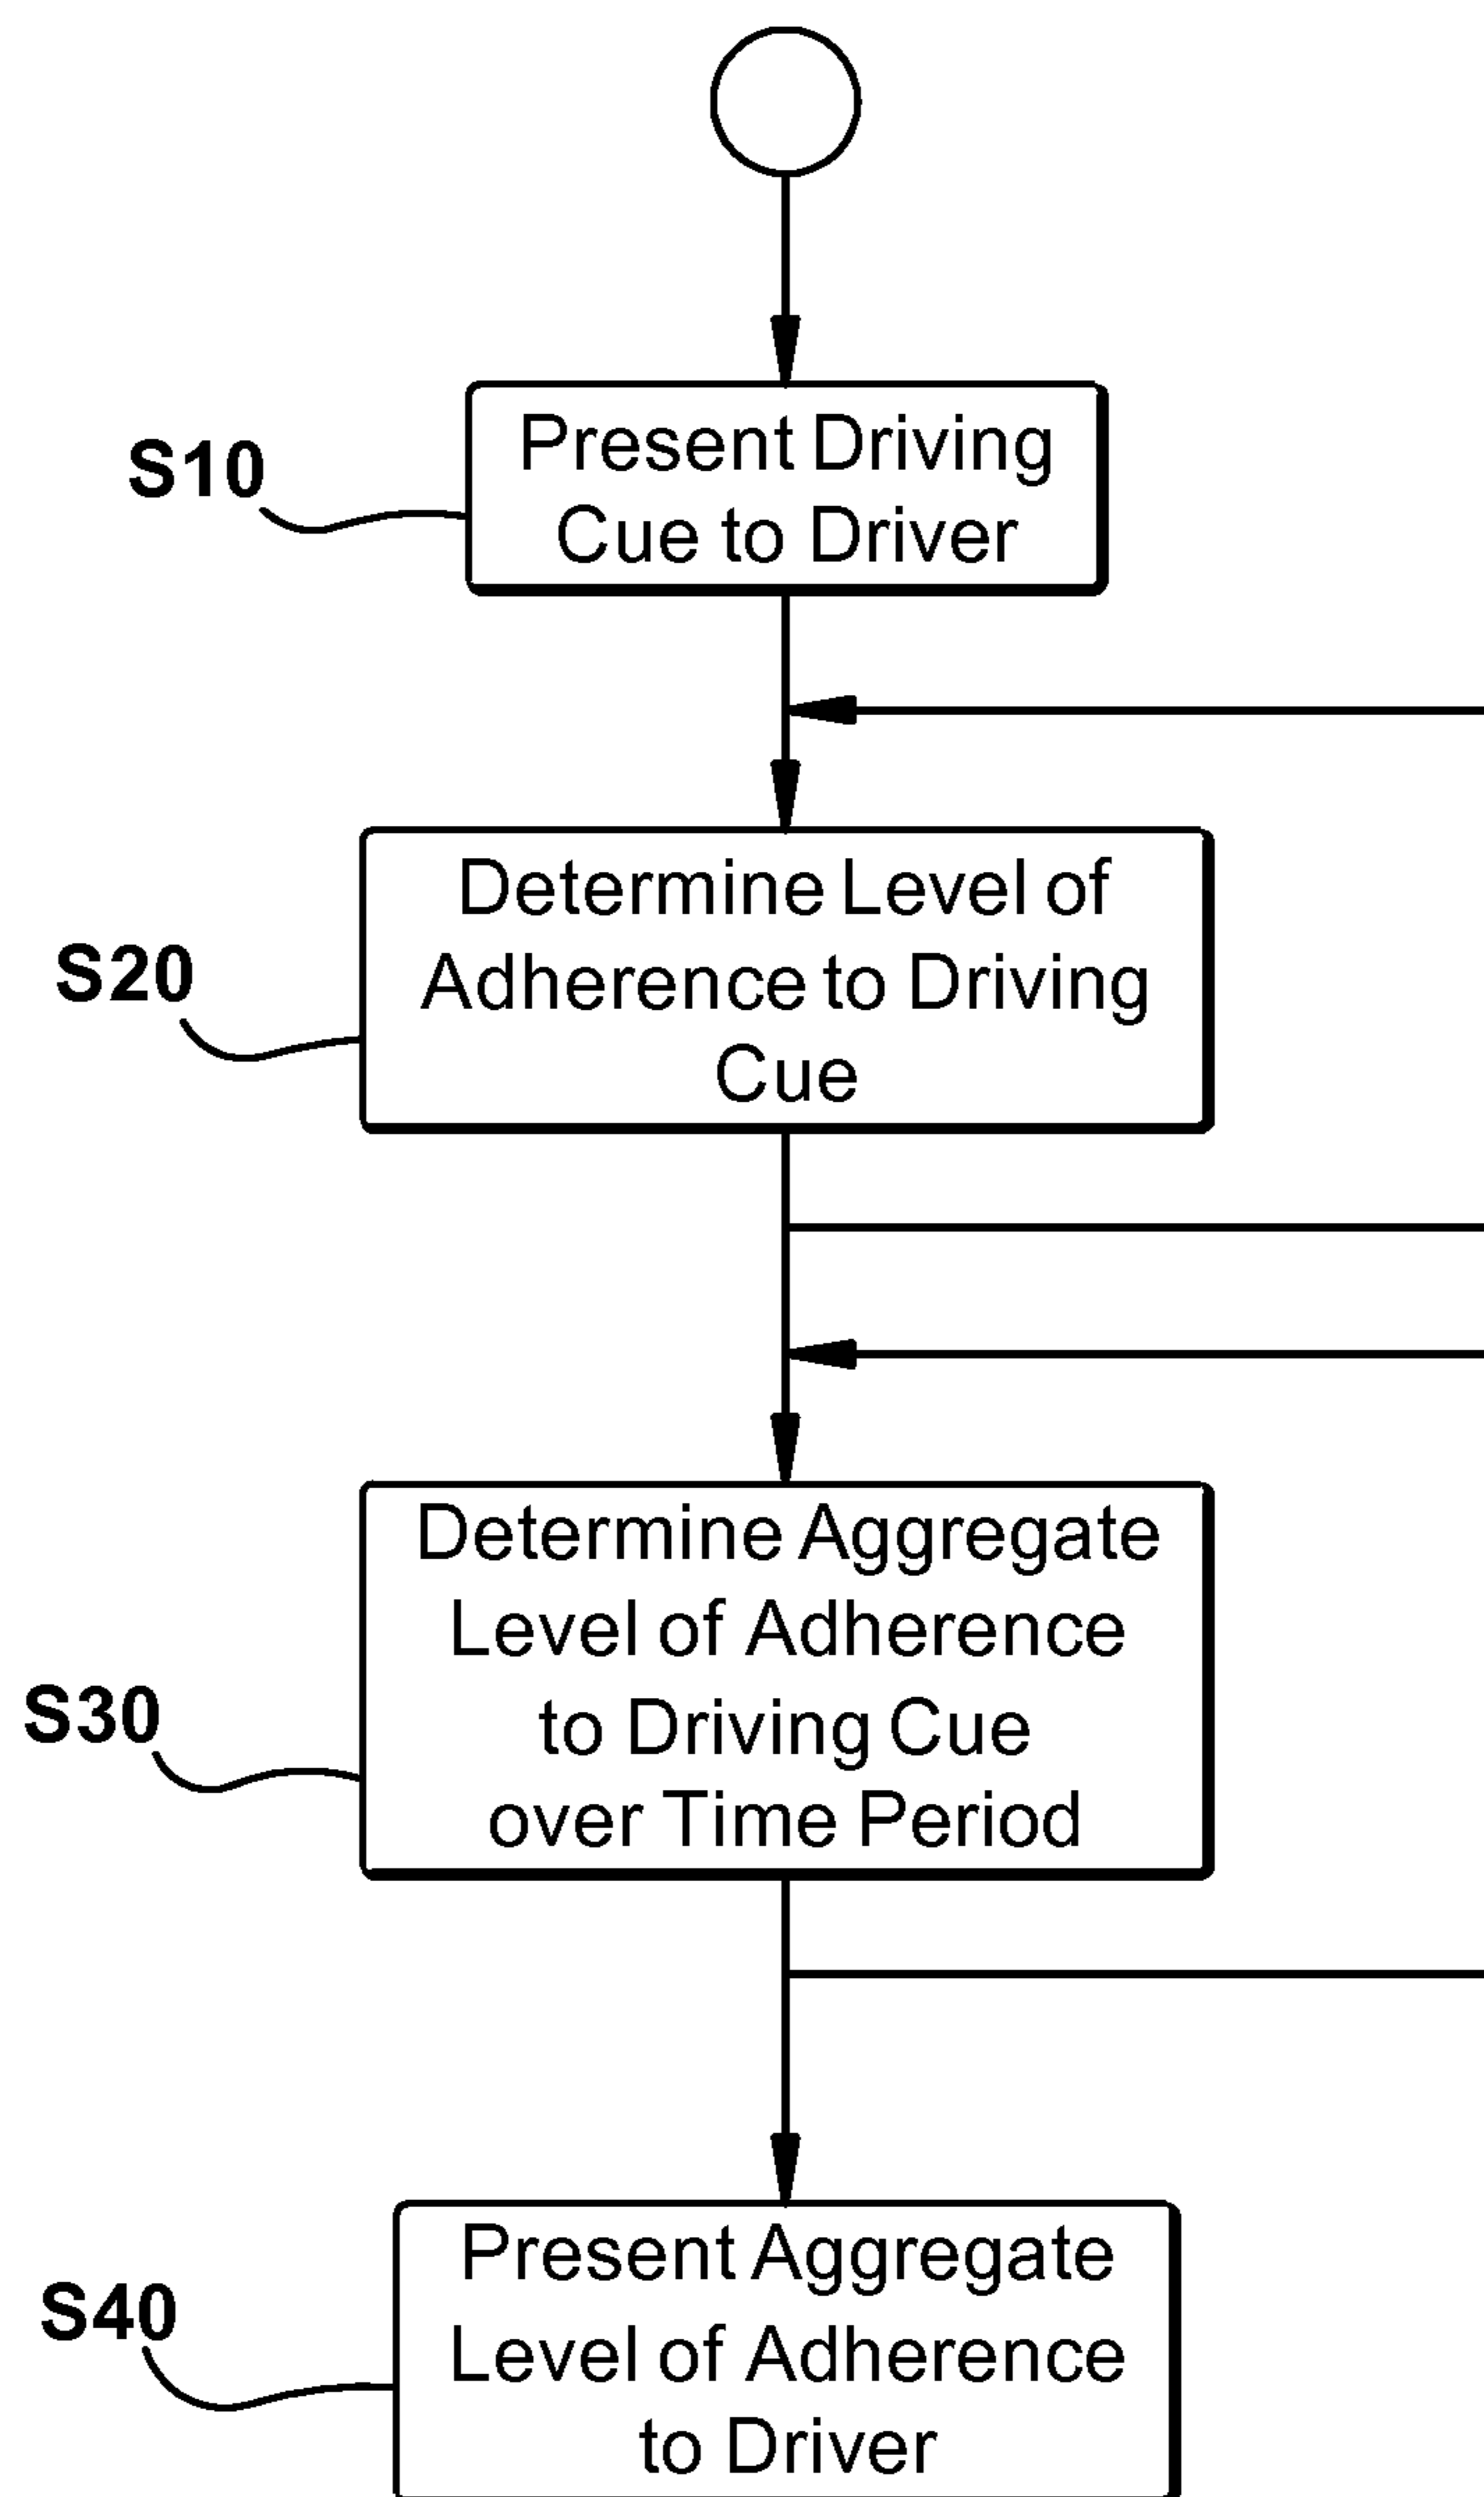 S10
Present Driving
Cue to Driver
S20
Determine Level of
Adherence to Driving
Cue
S30
Determine Aggregate
Level of Adherence
to Driving Cue
over Time Period
S40
Present Aggregate
Level of Adherence
to Driver